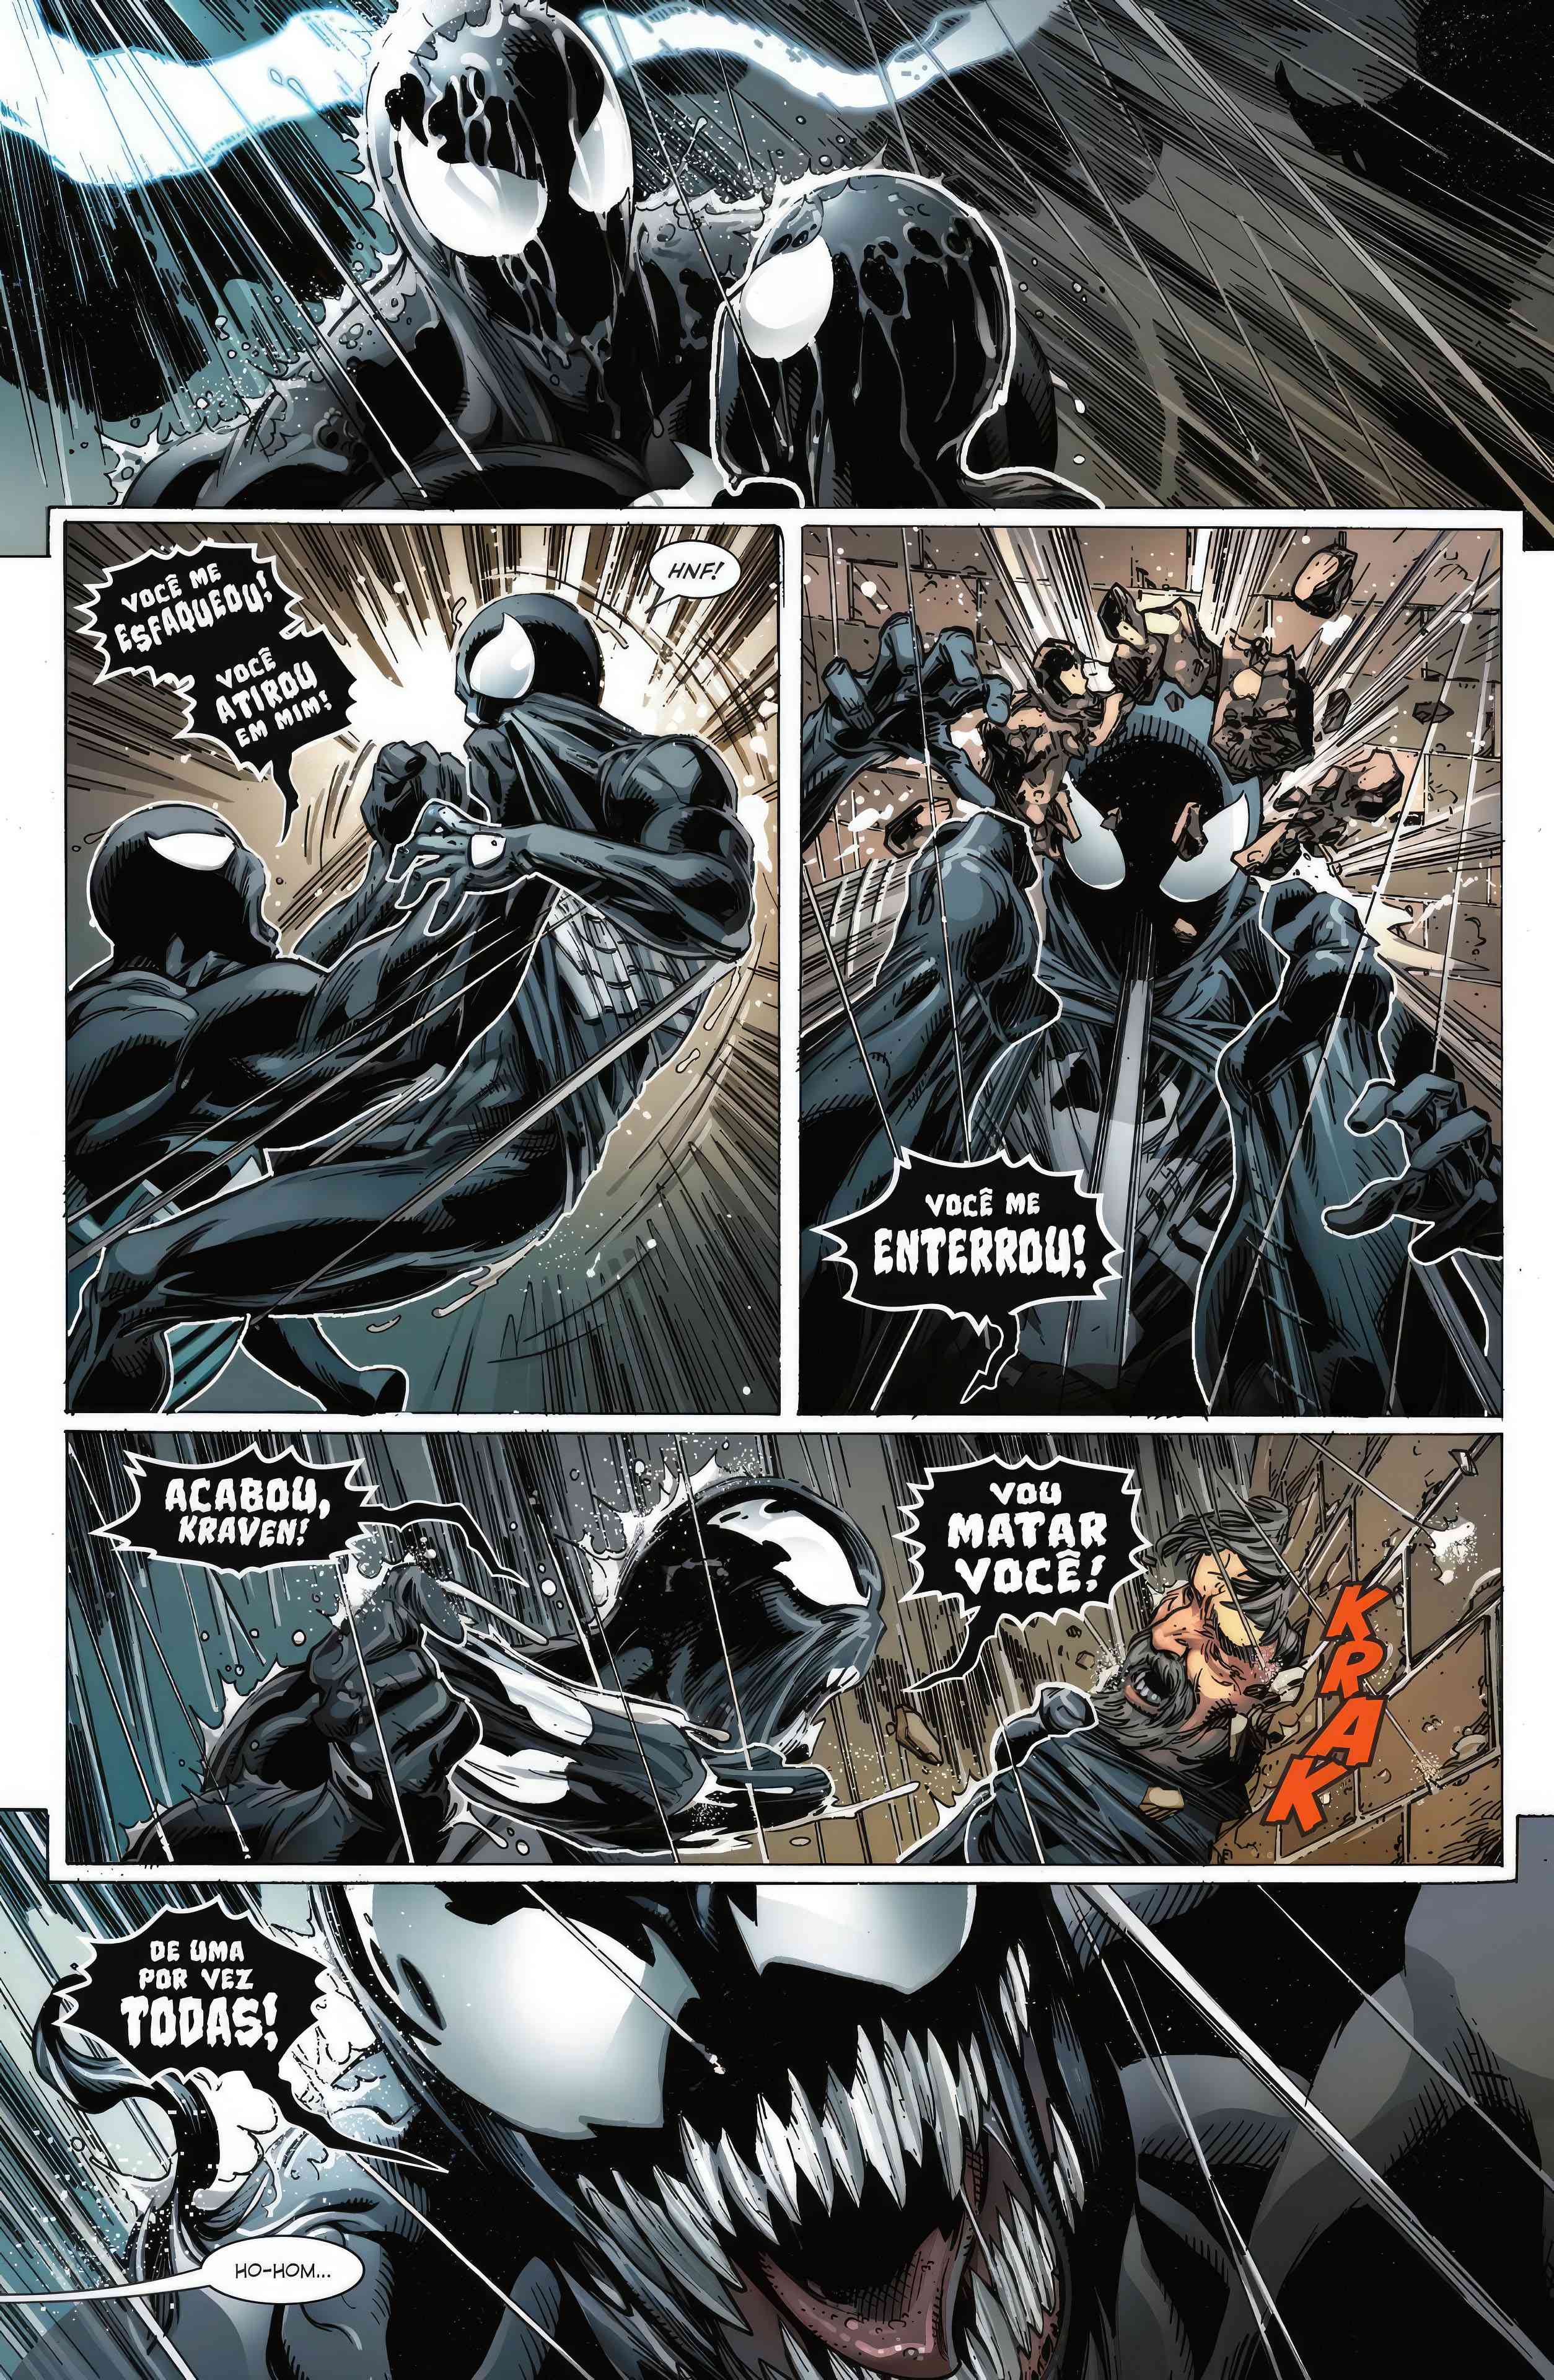 VOCÊ ME
ESFAQUEOU!
VOCÊ
ATIROU
EM MIM!
HNF!
VOCÊ ME
ENTERROU!
ACABOU,
KRAVEN!
VOU
MATAR
VOCÊ!
KRAK
DE UMA
POR VEZ
TODAS!
HO-HOM...